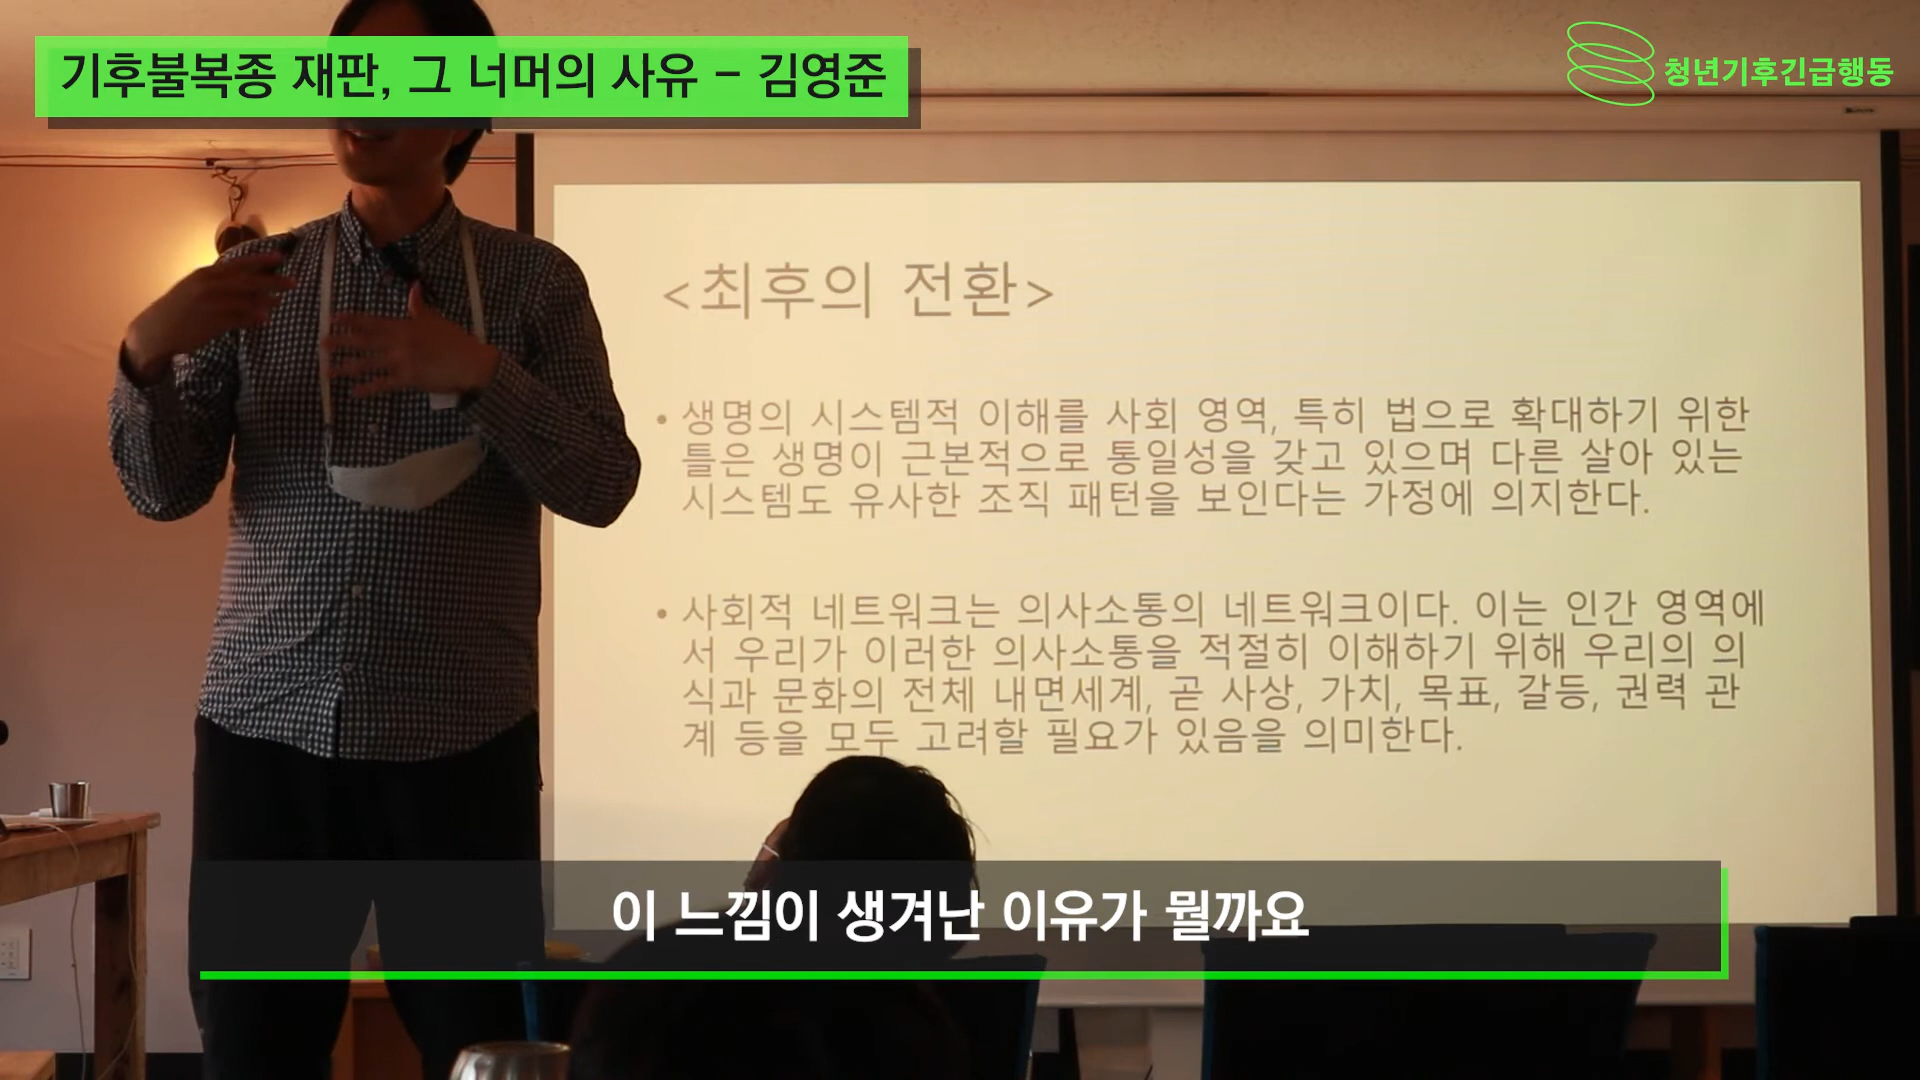 기후불복종 재판, 그 너머의 사유 - 김영준
청년기후긴급행동
<최후의 전환>
• 생명의 시스템적 이해를 사회 영역, 특히 법으로 확대하기 위한
틀은 생명이 근본적으로 통일성을 갖고 있으며 다른 살아 있는
시스템도 유사한 조직 패턴을 보인다는 가정에 의지한다.
• 사회적 네트워크는 의사소통의 네트워크이다. 이는 인간 영역에
서 우리가 이러한 의사소통을 적절히 이해하기 위해 우리의 의
식과 문화의 전체 내면세계, 곧 사상, 가치, 목표, 갈등, 권력 관
계 등을 모두 고려할 필요가 있음을 의미한다.
이 느낌이 생겨난 이유가 뭘까요